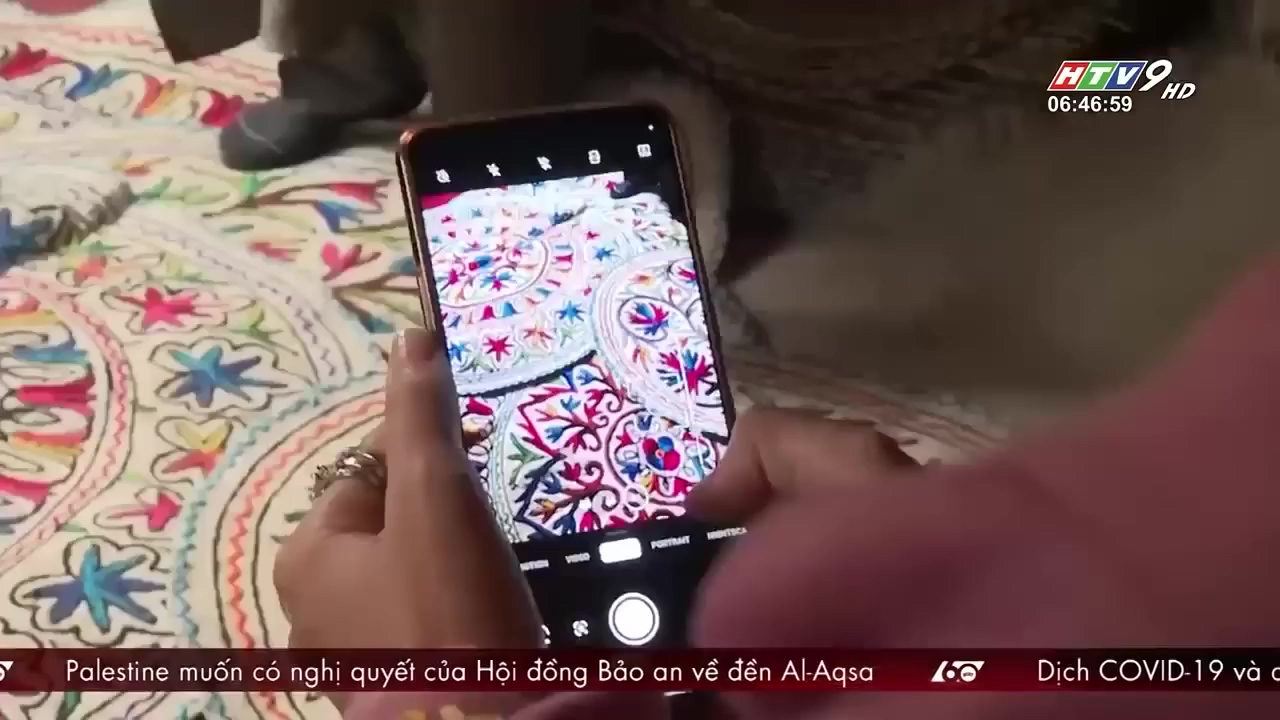 HTV9 HD
06:46:59
VIDEO
PORTRAIT
Palestine muốn có nghị quyết của Hội đồng Bảo an về đền Al-Aqsa
60
Dịch COVID-19 và